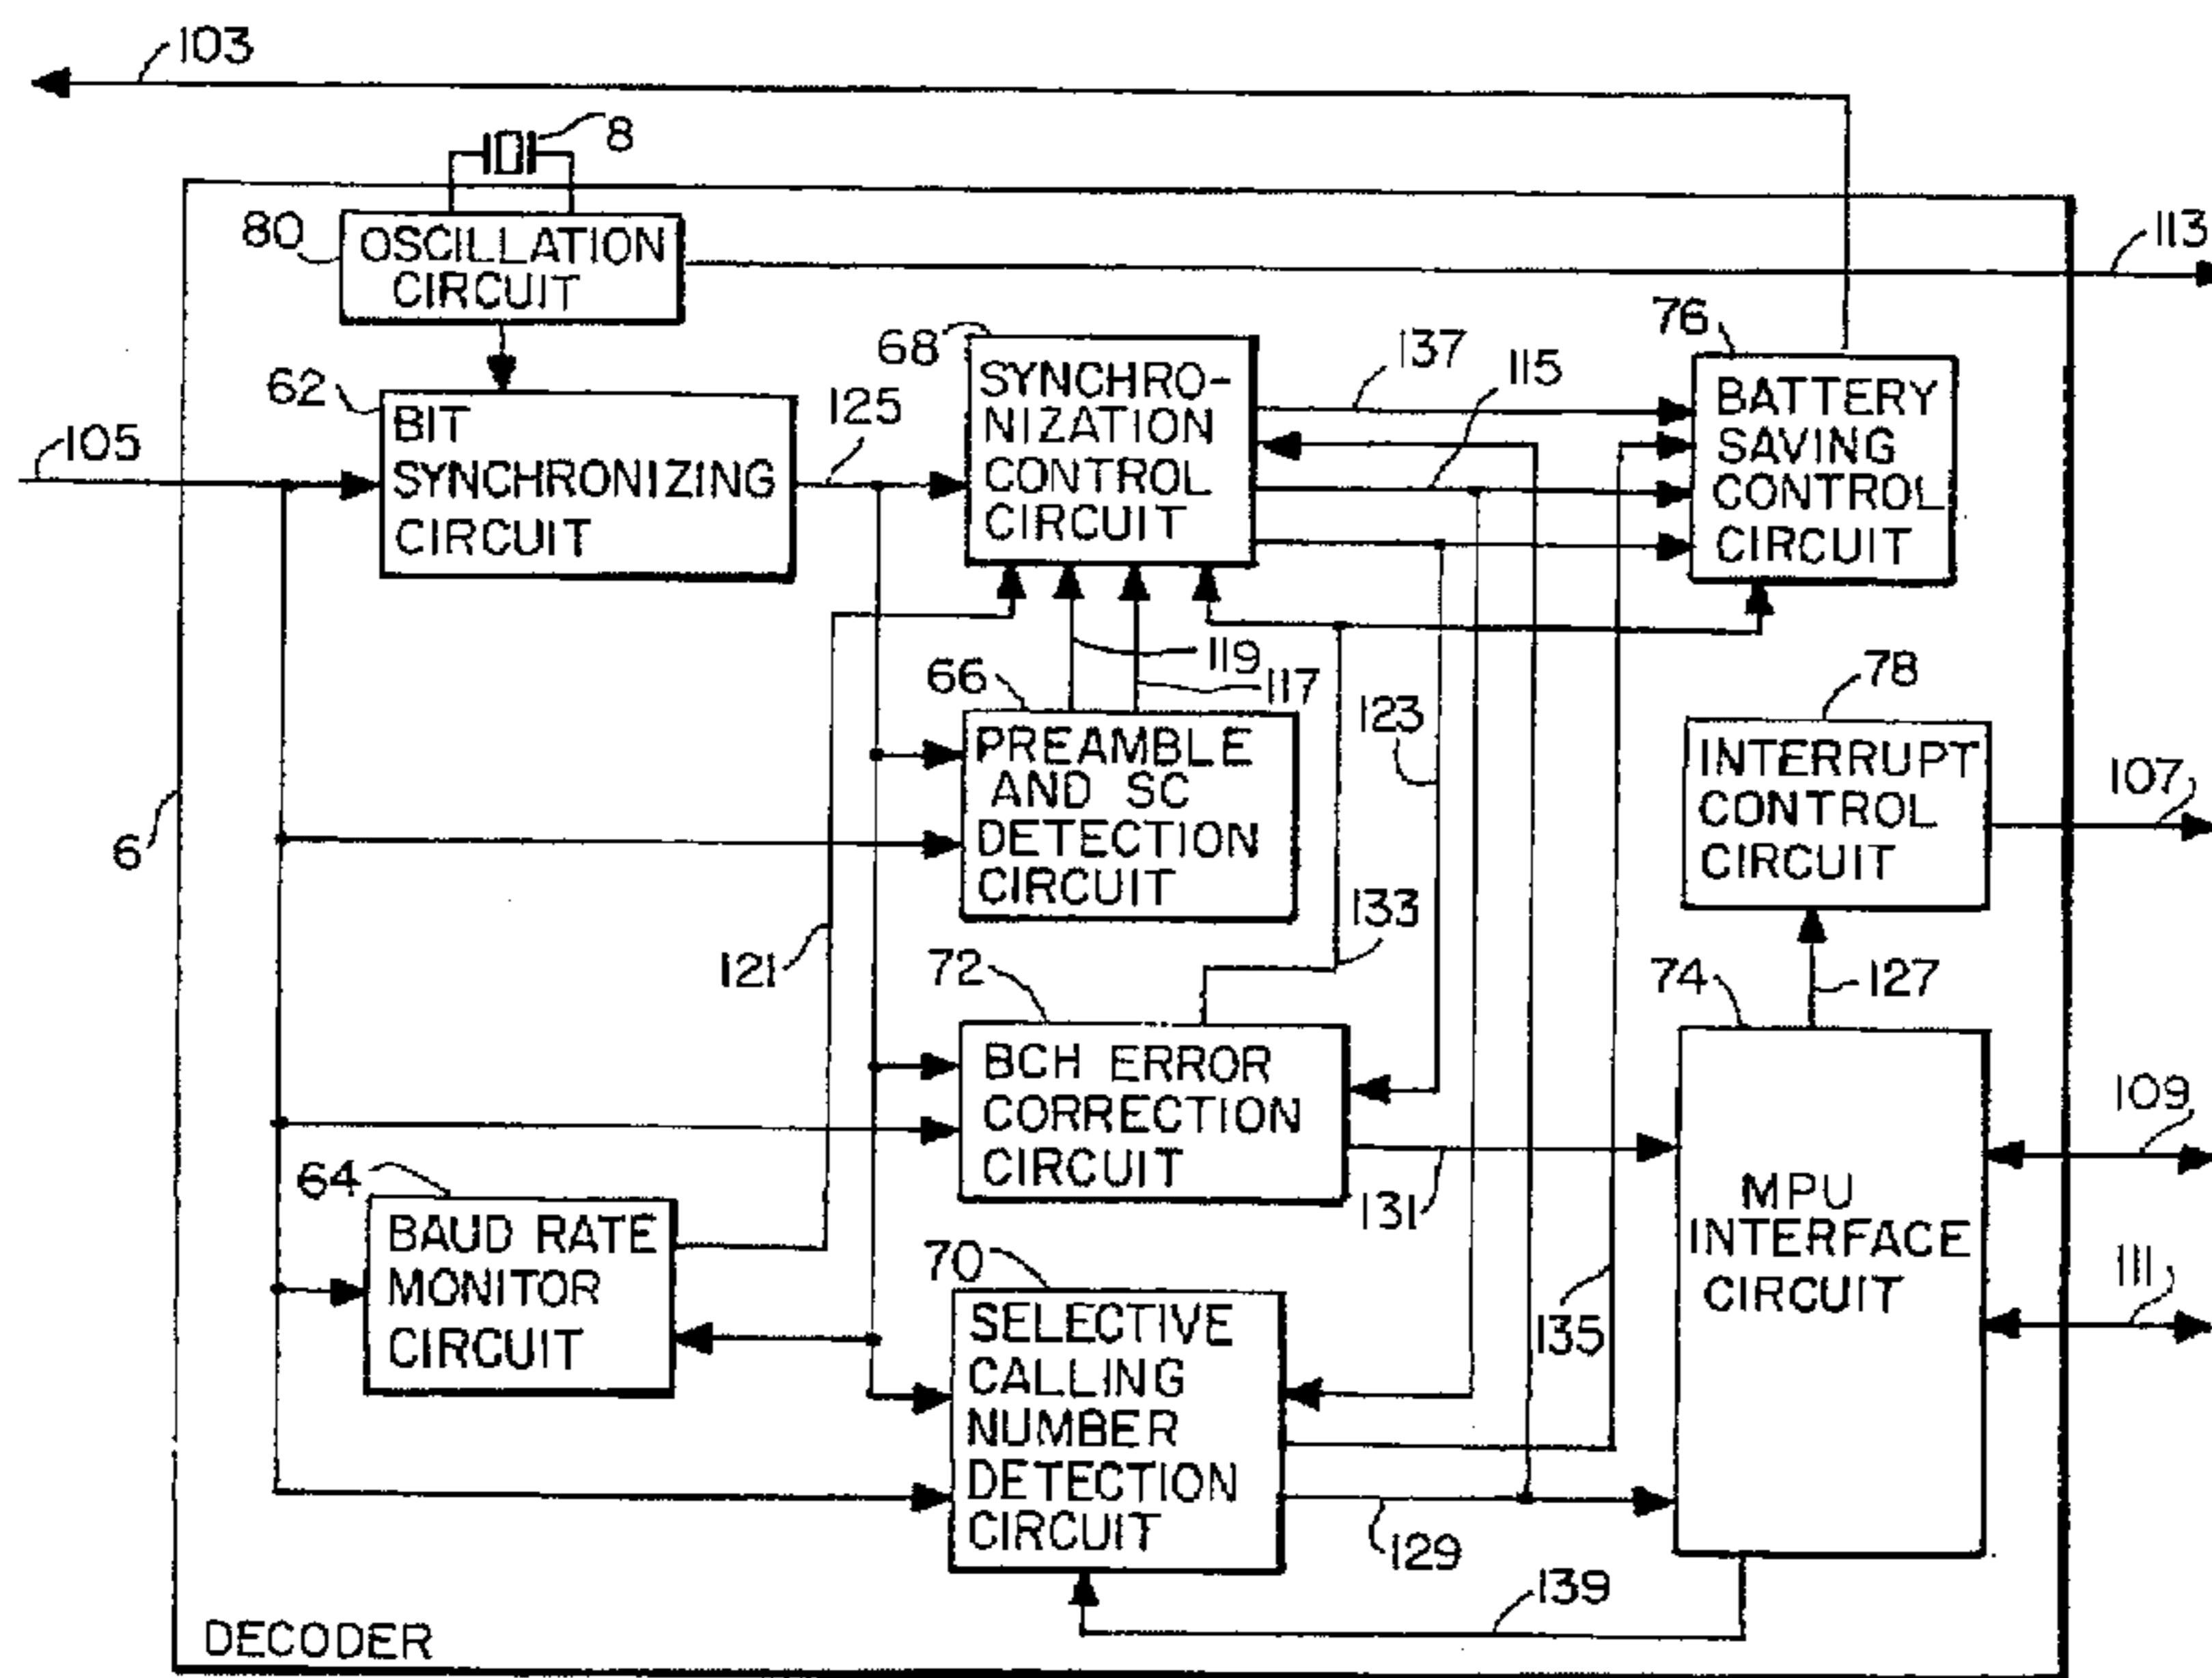 103
8
80
OSCILLATION
CIRCUIT
113
62
BIT
SYNCHRONIZING
CIRCUIT
105
125
68
SYNCHRO-
NIZATION
CONTROL
CIRCUIT
137
115
76
BATTERY
SAVING
CONTROL
CIRCUIT
119
117
66
PREAMBLE
AND SC
DETECTION
CIRCUIT
123
78
INTERRUPT
CONTROL
CIRCUIT
107
6
121
133
72
BCH ERROR
CORRECTION
CIRCUIT
74
127
MPU
INTERFACE
CIRCUIT
109
111
131
64
BAUD RATE
MONITOR
CIRCUIT
70
SELECTIVE
CALLING
NUMBER
DETECTION
CIRCUIT
135
129
139
DECODER